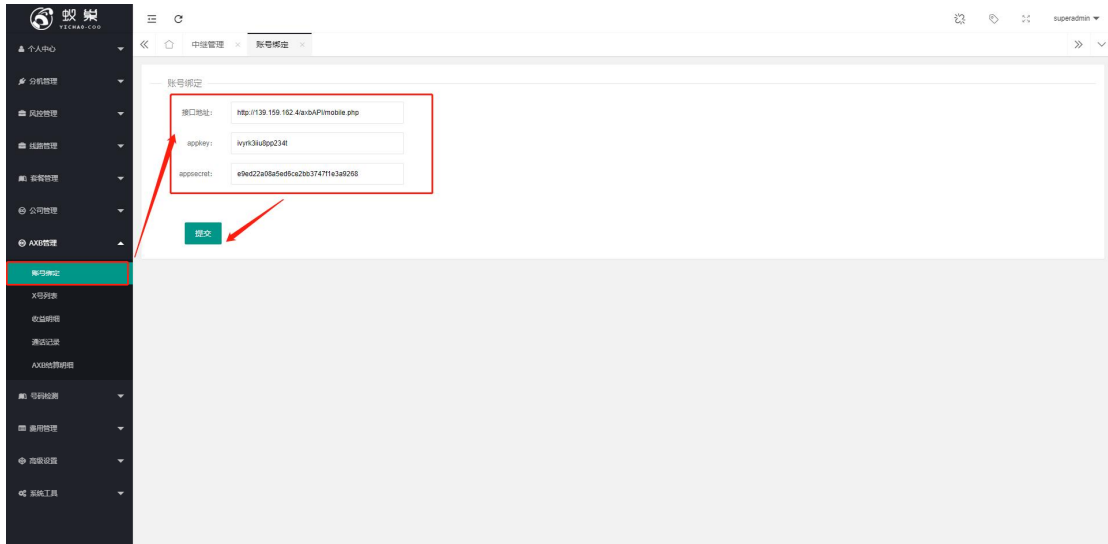 蚁巢
YICHAO-COO
superadmin
个人中心
分机管理
风控管理
线路管理
套餐管理
公司管理
AXB管理
账号绑定
X号列表
收益明细
通话记录
AXB结算明细
号码检测
费用管理
高级设置
系统工具
中继管理 × 账号绑定 ×
账号绑定
接口地址: http://139.159.162.4/axbAPI/mobile.php
appkey: ivyrk3iiu8pp234t
appsecret: e9ed22a08a5ed6ce2bb3747f1e3a9268
提交